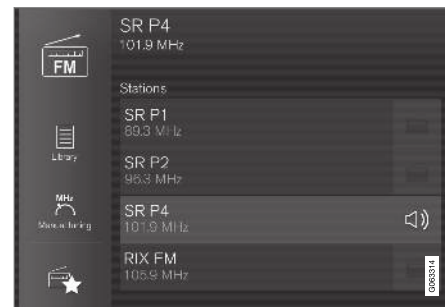 SR P4
101.9 MHz
FM
Stations
SR P1
89.3 MHz
Library
SR P2
96.3 MHz
MHz
Manual tuning
SR P4
101.9 MHz
RIX FM
105.9 MHz
G063314